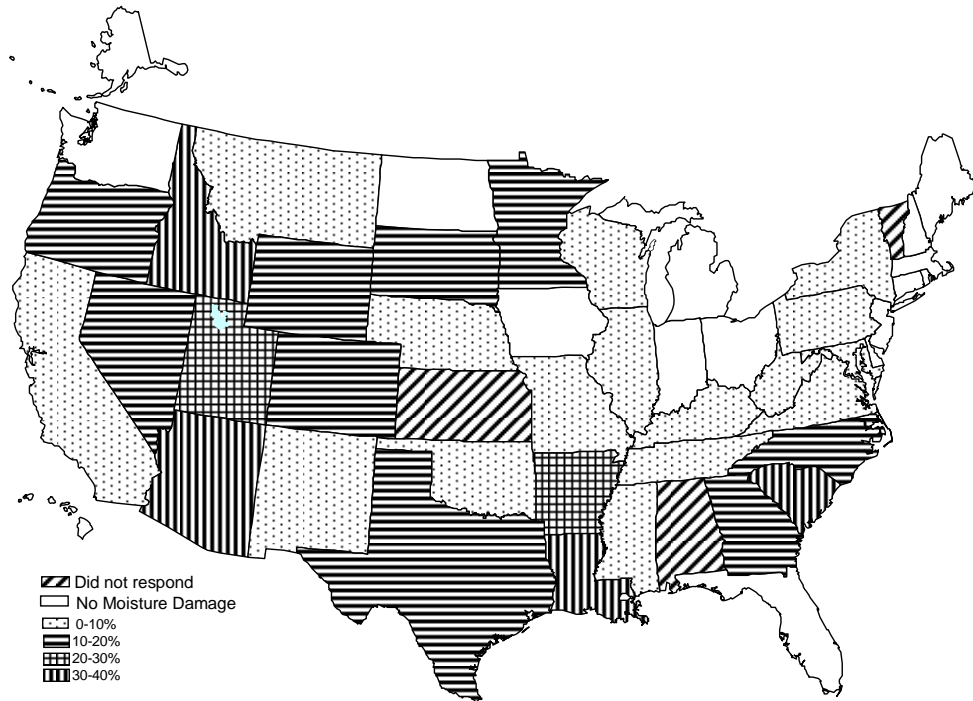 Did not respond
No Moisture Damage
0-10%
10-20%
20-30%
30-40%